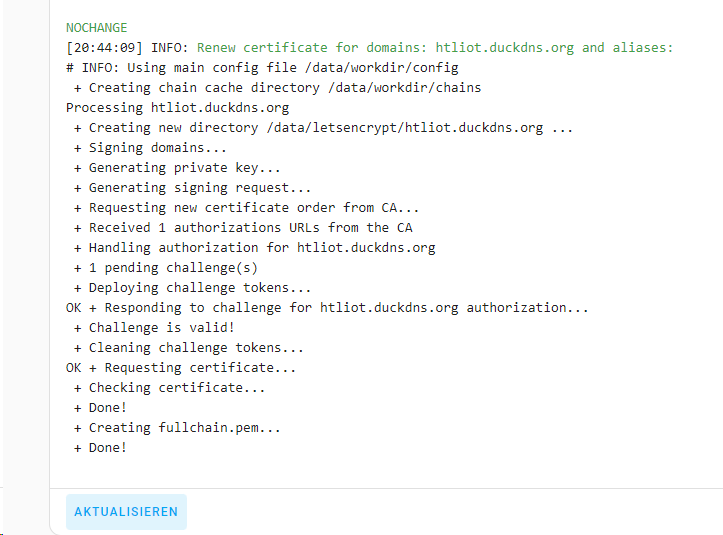 NOCHANGE
[20:44:09] INFO: Renew certificate for domains: htliot.duckdns.org and aliases:
# INFO: Using main config file /data/workdir/config
+ Creating chain cache directory /data/workdir/chains
Processing htliot.duckdns.org
+ Creating new directory /data/letsencrypt/htliot.duckdns.org ...
+ Signing domains...
+ Generating private key...
+ Generating signing request...
+ Requesting new certificate order from CA...
+ Received 1 authorizations URLs from the CA
+ Handling authorization for htliot.duckdns.org
+ 1 pending challenge(s)
+ Deploying challenge tokens...
OK + Responding to challenge for htliot.duckdns.org authorization...
+ Challenge is valid!
+ Cleaning challenge tokens...
OK + Requesting certificate...
+ Checking certificate...
+ Done!
+ Creating fullchain.pem...
+ Done!
AKTUALISIEREN